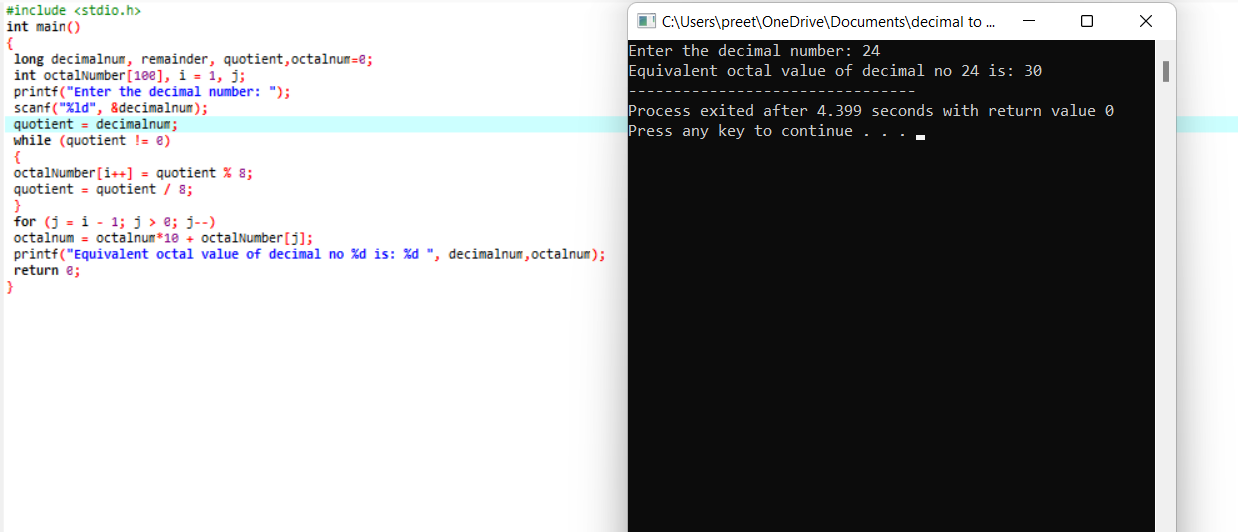 #include <stdio.h>
int main()
{
long decimalnum, remainder, quotient,octalnum=0;
int octalNumber[100], i = 1, j;
printf("Enter the decimal number: ");
scanf("%ld", &decimalnum);
quotient = decimalnum;
while (quotient != 0)
{
octalNumber[i++] = quotient % 8;
quotient = quotient / 8;
}
for (j = i - 1; j > 0; j--)
octalnum = octalnum*10 + octalNumber[j];
printf("Equivalent octal value of decimal no %d is: %d ", decimalnum,octalnum);
return 0;
}
C:\Users\preet\OneDrive\Documents\decimal to ...
Enter the decimal number: 24
Equivalent octal value of decimal no 24 is: 30
--------------------------------
Process exited after 4.399 seconds with return value 0
Press any key to continue . . .